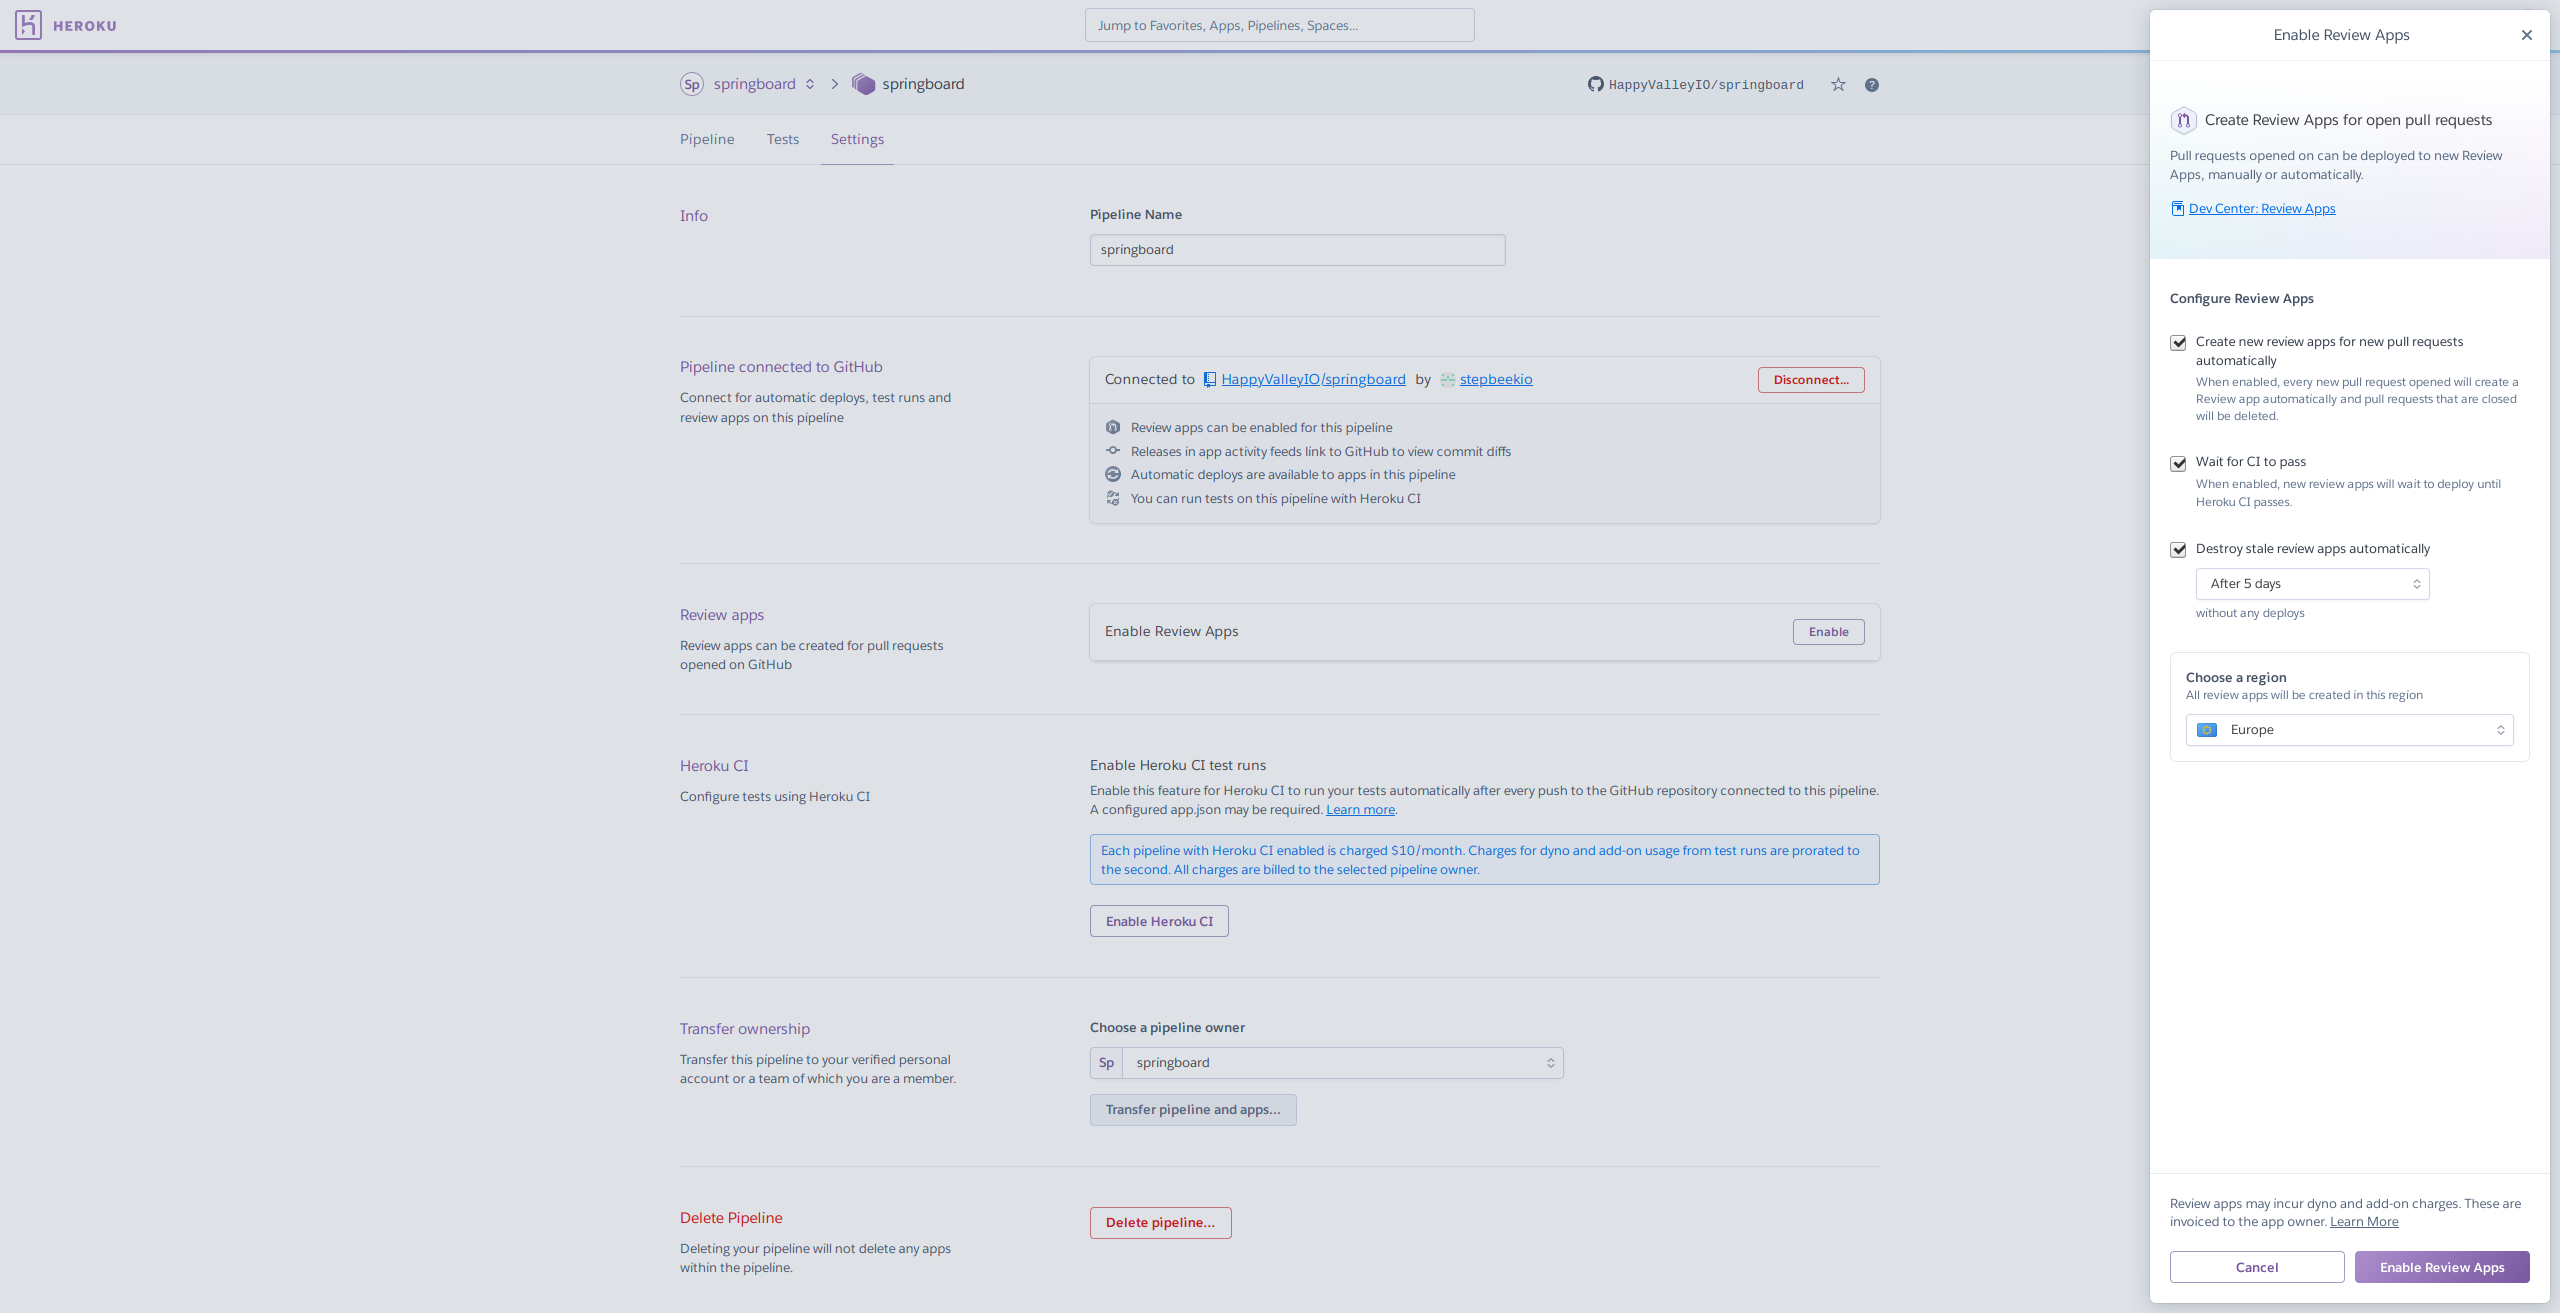 HEROKU
Jump to Favorites, Apps, Pipelines, Spaces...
Sp springboard springboard
HappyValleyIO/springboard
Pipeline Tests Settings
Info
Pipeline Name
springboard
Pipeline connected to GitHub
Connect for automatic deploys, test runs and
review apps on this pipeline
Connected to HappyValleyIO/springboard by stepbeekio
Disconnect...
Review apps can be enabled for this pipeline
Releases in app activity feeds link to GitHub to view commit diffs
Automatic deploys are available to apps in this pipeline
You can run tests on this pipeline with Heroku CI
Review apps
Review apps can be created for pull requests
opened on GitHub
Enable Review Apps
Enable
Heroku CI
Configure tests using Heroku CI
Enable Heroku CI test runs
Enable this feature for Heroku CI to run your tests automatically after every push to the GitHub repository connected to this pipeline.
A configured app.json may be required. Learn more.
Each pipeline with Heroku CI enabled is charged $10/month. Charges for dyno and add-on usage from test runs are prorated to
the second. All charges are billed to the selected pipeline owner.
Enable Heroku CI
Transfer ownership
Transfer this pipeline to your verified personal
account or a team of which you are a member.
Choose a pipeline owner
Sp springboard
Transfer pipeline and apps...
Delete Pipeline
Deleting your pipeline will not delete any apps
within the pipeline.
Delete pipeline...
Enable Review Apps
Create Review Apps for open pull requests
Pull requests opened on can be deployed to new Review
Apps, manually or automatically.
Dev Center: Review Apps
Configure Review Apps
Create new review apps for new pull requests
automatically
When enabled, every new pull request opened will create a
Review app automatically and pull requests that are closed
will be deleted.
Wait for CI to pass
When enabled, new review apps will wait to deploy until
Heroku CI passes.
Destroy stale review apps automatically
After 5 days
without any deploys
Choose a region
All review apps will be created in this region
Europe
Review apps may incur dyno and add-on charges. These are
invoiced to the app owner. Learn More
Cancel
Enable Review Apps